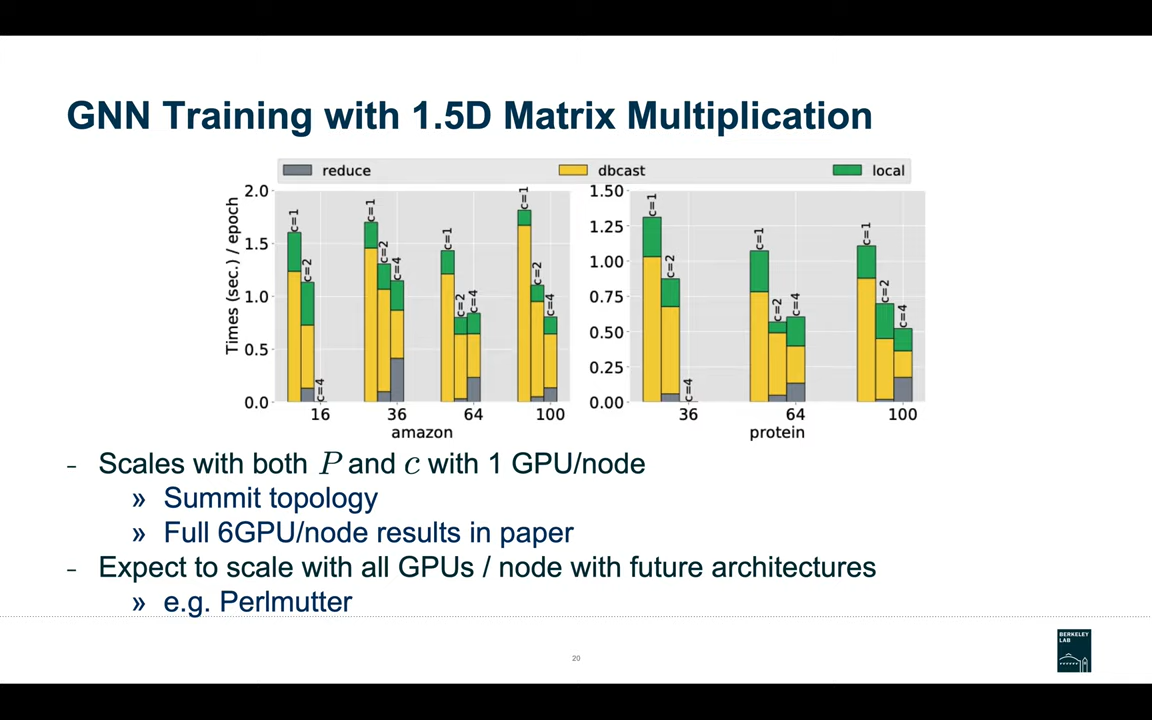 GNN Training with 1.5D Matrix Multiplication
reduce dbcast local
Times (sec.) / epoch
2.0
1.5
1.0
0.5
0.0
c=1
c=2
c=4
c=1
c=2
c=4
c=1
c=2
c=4
c=1
c=2
c=4
16 36 64 100
amazon
1.50
1.25
1.00
0.75
0.50
0.25
0.00
c=1
c=2
c=4
c=1
c=2
c=4
c=1
c=2
c=4
36 64 100
protein
- Scales with both P and c with 1 GPU/node
» Summit topology
» Full 6GPU/node results in paper
- Expect to scale with all GPUs / node with future architectures
» e.g. Perlmutter
20
BERKELEY
LAB